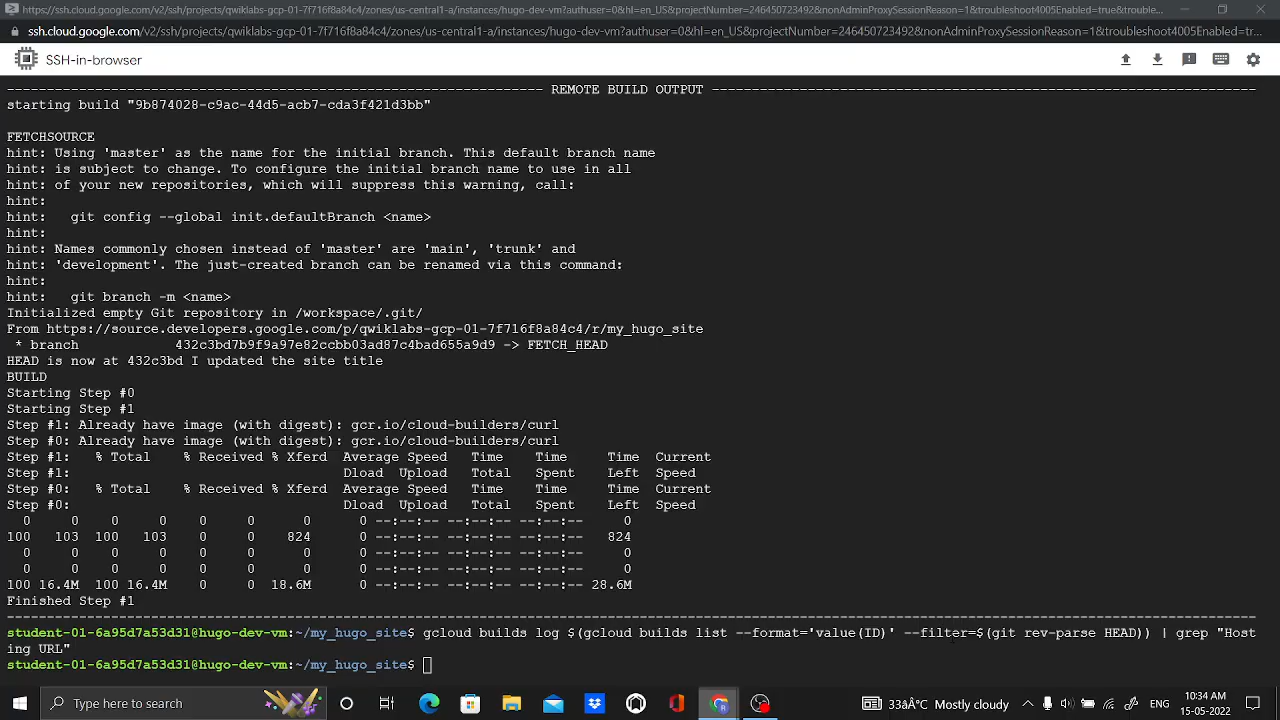 https://ssh.cloud.google.com/v2/ssh/projects/qwiklabs-gcp-01-7f716f8a84c4/zones/us-central1-a/instances/hugo-dev-vm?authuser=0&hl=en_US&projectNumber=246450723492&nonAdminProxySessionReason=1&troubleshoot4005Enabled=true&trouble...
ssh.cloud.google.com/v2/ssh/projects/qwiklabs-gcp-01-7f716f8a84c4/zones/us-central1-a/instances/hugo-dev-vm?authuser=0&hl=en_US&projectNumber=246450723492&nonAdminProxySessionReason=1&troubleshoot4005Enabled=tr...
SSH-in-browser
------------------------------------------------------------------- REMOTE BUILD OUTPUT --------------------------------------------------------------------
starting build "9b874028-c9ac-44d5-acb7-cda3f421d3bb"
FETCHSOURCE
hint: Using 'master' as the name for the initial branch. This default branch name
hint: is subject to change. To configure the initial branch name to use in all
hint: of your new repositories, which will suppress this warning, call:
hint:
hint:   git config --global init.defaultBranch <name>
hint:
hint: Names commonly chosen instead of 'master' are 'main', 'trunk' and
hint: 'development'. The just-created branch can be renamed via this command:
hint:
hint:   git branch -m <name>
Initialized empty Git repository in /workspace/.git/
From https://source.developers.google.com/p/qwiklabs-gcp-01-7f716f8a84c4/r/my_hugo_site
 * branch            432c3bd7b9f9a97e82ccbb03ad87c4bad655a9d9 -> FETCH_HEAD
HEAD is now at 432c3bd I updated the site title
BUILD
Starting Step #0
Starting Step #1
Step #1: Already have image (with digest): gcr.io/cloud-builders/curl
Step #0: Already have image (with digest): gcr.io/cloud-builders/curl
Step #1:   % Total    % Received % Xferd  Average Speed   Time    Time     Time  Current
Step #1:                                  Dload  Upload   Total   Spent    Left  Speed
Step #0:   % Total    % Received % Xferd  Average Speed   Time    Time     Time  Current
Step #0:                                  Dload  Upload   Total   Spent    Left  Speed
  0     0    0     0    0     0      0      0 --:--:-- --:--:-- --:--:--     0
100   103  100   103    0     0    824      0 --:--:-- --:--:-- --:--:--   824
  0     0    0     0    0     0      0      0 --:--:-- --:--:-- --:--:--     0
  0     0    0     0    0     0      0      0 --:--:-- --:--:-- --:--:--     0
100 16.4M  100 16.4M    0     0  18.6M      0 --:--:-- --:--:-- --:--:-- 28.6M
Finished Step #1
------------------------------------------------------------------------------------------------------------------------------------------------------------
student-01-6a95d7a53d31@hugo-dev-vm:~/my_hugo_site$ gcloud builds log $(gcloud builds list --format='value(ID)' --filter=$(git rev-parse HEAD)) | grep "Host
ing URL"
student-01-6a95d7a53d31@hugo-dev-vm:~/my_hugo_site$
Type here to search
33â°C Mostly cloudy
ENG
10:34 AM
15-05-2022